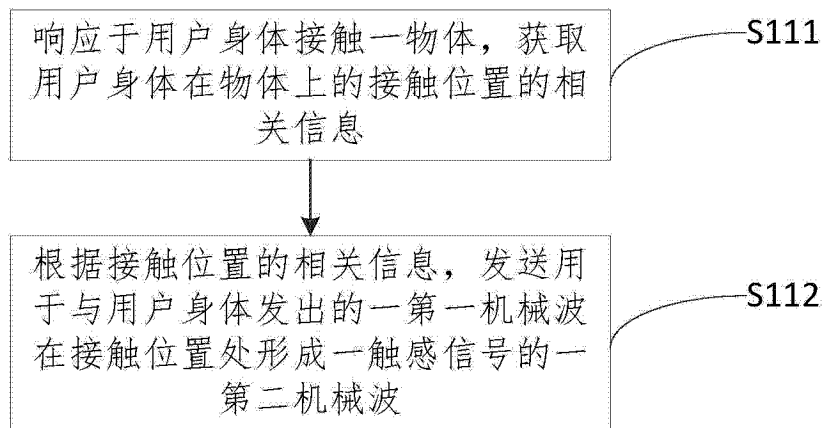 响应于用户身体接触一物体，获取
用户身体在物体上的接触位置的相
关信息
S111
根据接触位置的相关信息，发送用
于与用户身体发出的一第一机械波
在接触位置处形成一触感信号的一
第二机械波
S112